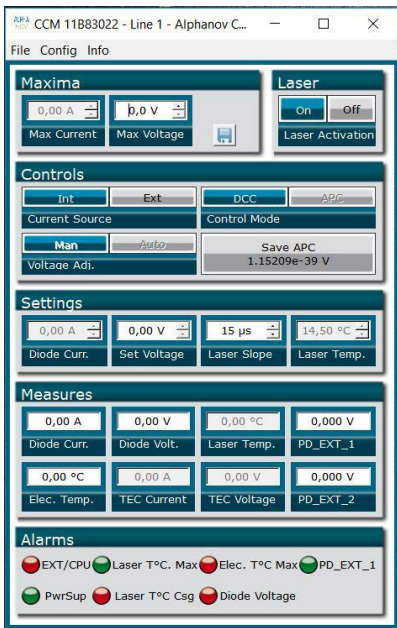 CCM 11B83022 - Line 1 - Alphanov C...
File Config Info
Maxima
0,00 A
0,0 V
Max Current
Max Voltage
Laser
On
Off
Laser Activation
Controls
Int
Ext
DCC
APC
Current Source
Control Mode
Man
Auto
Save APC
1.15209e-39 V
Voltage Adj.
Settings
0,00 A
0,00 V
15 µs
14,50 °C
Diode Curr.
Set Voltage
Laser Slope
Laser Temp.
Measures
0,00 A
0,00 V
0,00 °C
0,000 V
Diode Curr.
Diode Volt.
Laser Temp.
PD_EXT_1
0,00 °C
0,00 A
0,00 V
0,000 V
Elec. Temp.
TEC Current
TEC Voltage
PD_EXT_2
Alarms
EXT/CPU
Laser T°C. Max
Elec. T°C Max
PD_EXT_1
PwrSup
Laser T°C Csg
Diode Voltage